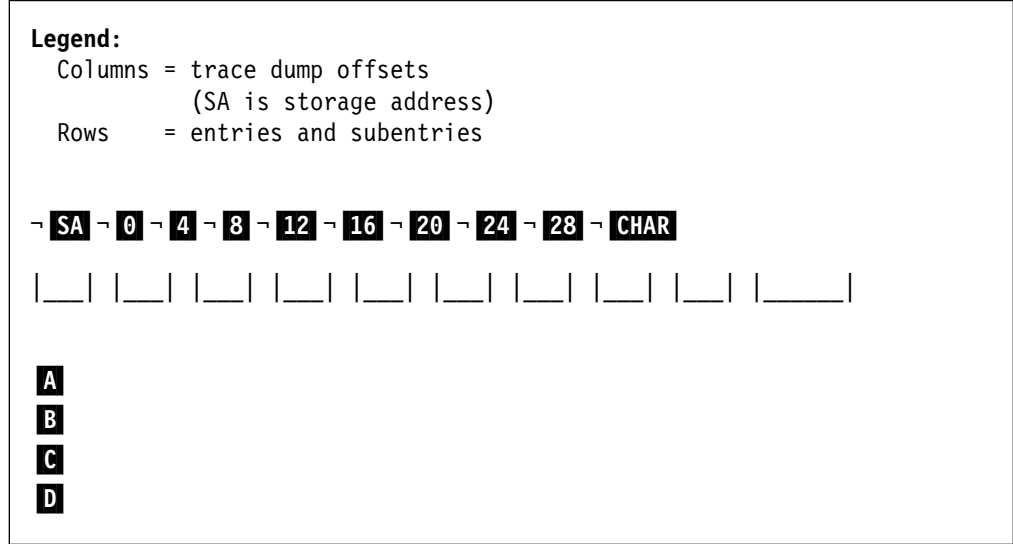 Legend:
Columns = trace dump offsets
(SA is storage address)
Rows = entries and subentries
¬ SA ¬ 0 ¬ 4 ¬ 8 ¬ 12 ¬ 16 ¬ 20 ¬ 24 ¬ 28 ¬ CHAR
|___| |___| |___| |___| |___| |___| |___| |___| |___| |______|
A
B
C
D